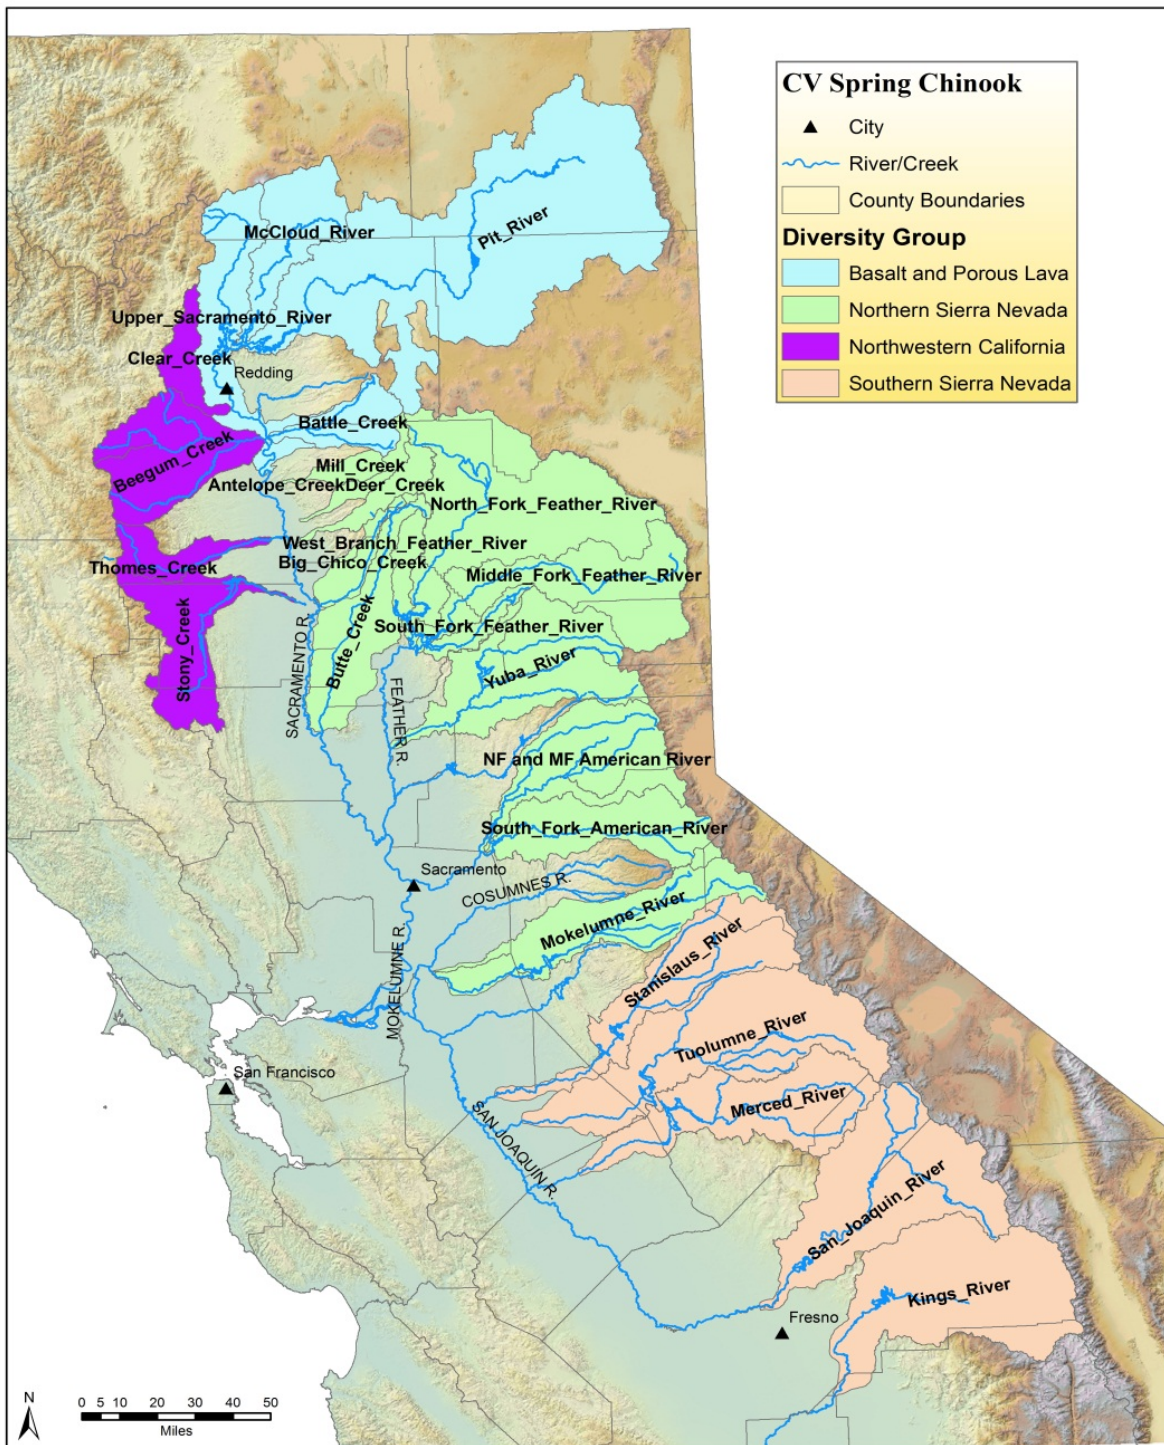 CV Spring Chinook
City
River/Creek
County Boundaries
Diversity Group
Basalt and Porous Lava
Northern Sierra Nevada
Northwestern California
Southern Sierra Nevada
McCloud_River
Pit_River
Upper_Sacramento_River
Clear_Creek
Redding
Battle_Creek
Beegum_Creek
Mill_Creek
Antelope_CreekDeer_Creek
North_Fork_Feather_River
West_Branch_Feather_River
Big_Chico_Creek
Thomes_Creek
Middle_Fork_Feather_River
South_Fork_Feather_River
Stony_Creek
SACRAMENTO R.
Butte_Creek
Yuba_River
FEATHER R.
NF and MF American River
South_Fork_American_River
Sacramento
COSUMNES R.
Mokelumne_River
MOKELUMNE R.
Stanislaus_River
Tuolumne_River
San Francisco
Merced_River
SAN JOAQUIN R.
San_Joaquin_River
Kings_River
Fresno
N
0 5 10 20 30 40 50
Miles